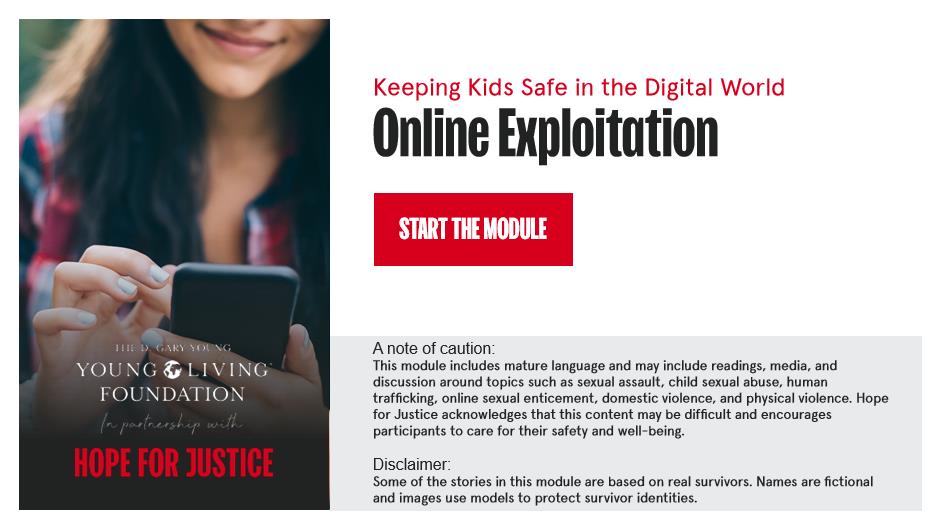 Keeping Kids Safe in the Digital World
Online Exploitation
START THE MODULE
THE D. GARY YOUNG
YOUNG LIVING
FOUNDATION
In partnership with
HOPE FOR JUSTICE
A note of caution:
This module includes mature language and may include readings, media, and
discussion around topics such as sexual assault, child sexual abuse, human
trafficking, online sexual enticement, domestic violence, and physical violence. Hope
for Justice acknowledges that this content may be difficult and encourages
participants to care for their safety and well-being.
Disclaimer:
Some of the stories in this module are based on real survivors. Names are fictional
and images use models to protect survivor identities.